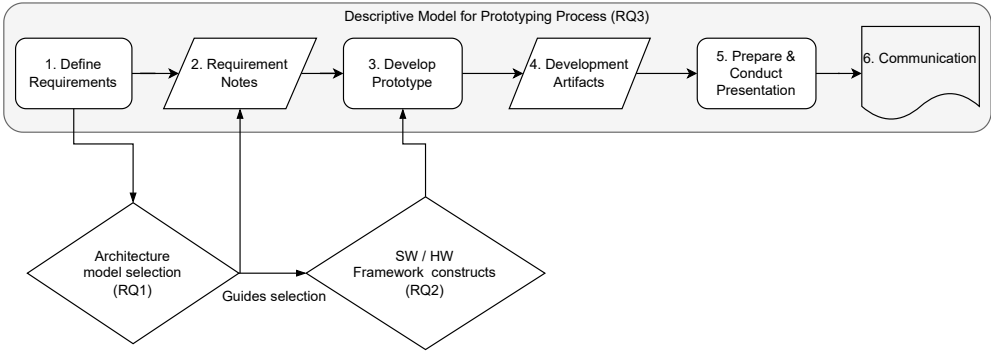 Descriptive Model for Prototyping Process (RQ3)
1. Define
Requirements
2. Requirement
Notes
3. Develop
Prototype
4. Development
Artifacts
5. Prepare &
Conduct
Presentation
6. Communication
Architecture
model selection
(RQ1)
Guides selection
SW / HW
Framework constructs
(RQ2)